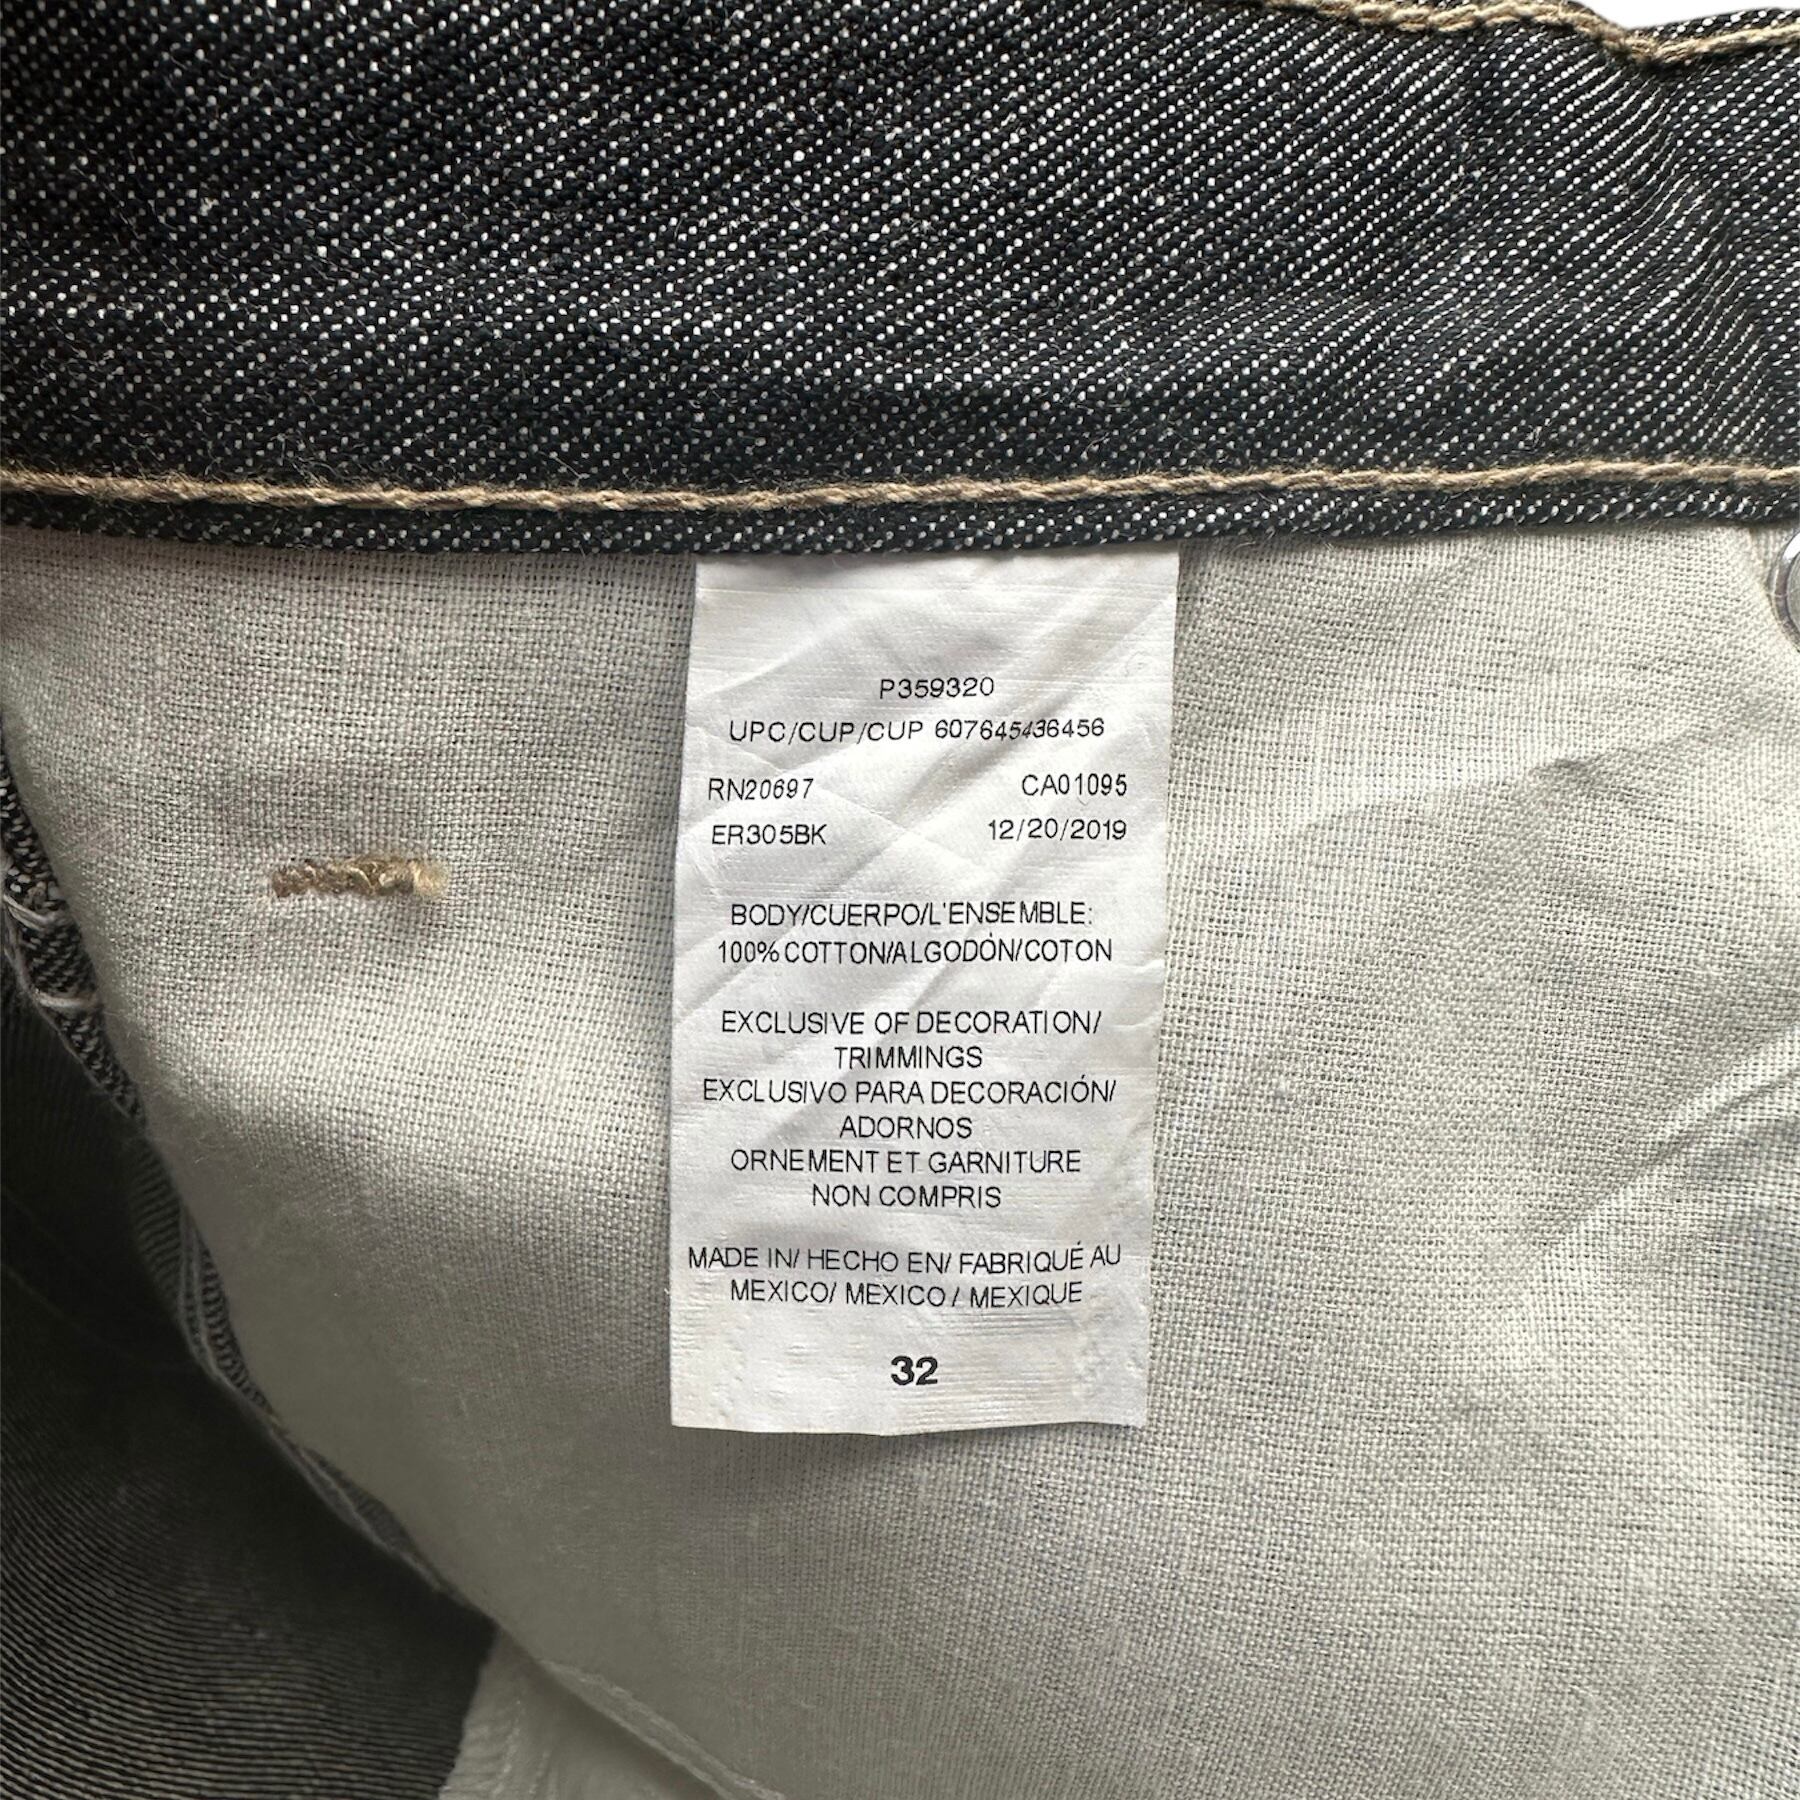 P359320
UPC/CUP/CUP 607645436456
RN20697 CA01095
ER305BK 12/20/2019
BODY/CUERPO/L'ENSEMBLE:
100% COTTON/ALGODÓN/COTON
EXCLUSIVE OF DECORATION/
TRIMMINGS
EXCLUSIVO PARA DECORACIÓN/
ADORNOS
ORNEMENT ET GARNITURE
NON COMPRIS
MADE IN/ HECHO EN/ FABRIQUÉ AU
MEXICO/ MEXICO/ MEXIQUE
32